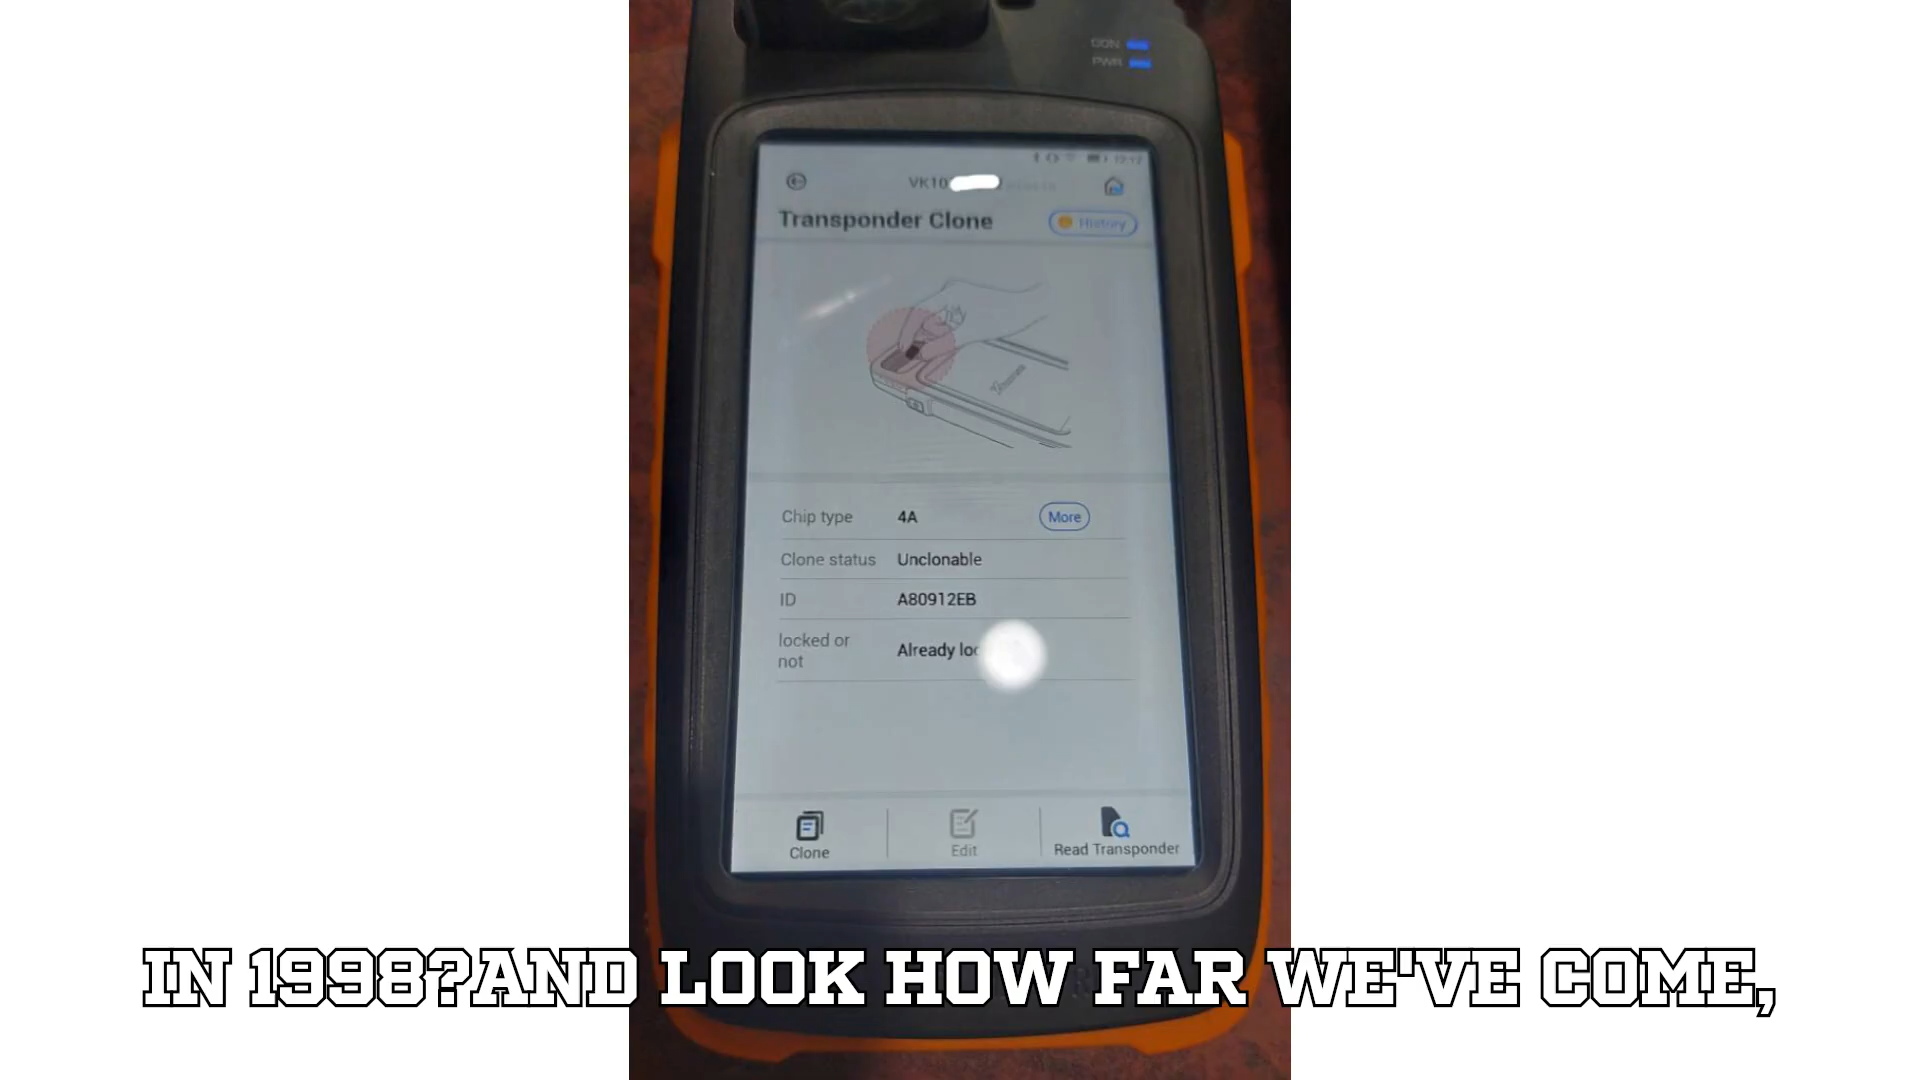 CON
PWR
VK10
Transponder Clone
History
Chip type 4A More
Clone status Unclonable
ID A80912EB
locked or not Already loc
Clone Edit Read Transponder
IN 1998?AND LOOK HOW FAR WE'VE COME,